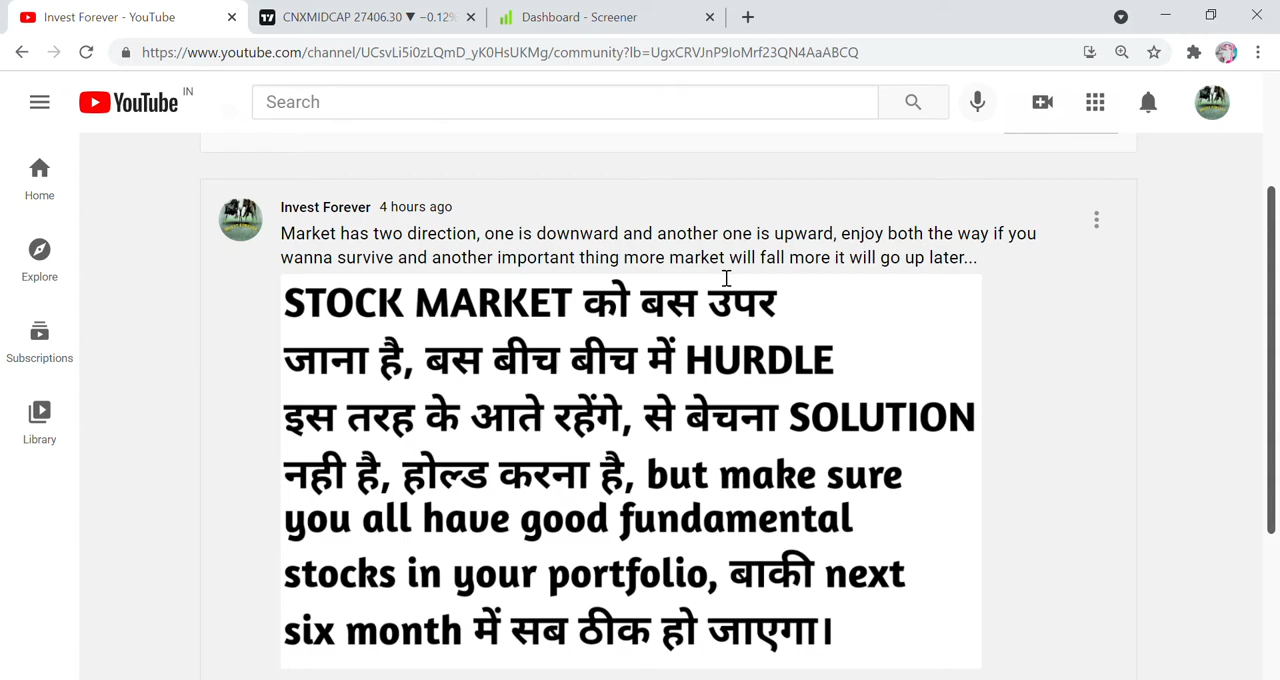 Invest Forever - YouTube
CNXMIDCAP 27406.30 ▼ −0.12%
Dashboard - Screener
https://www.youtube.com/channel/UCsvLi5i0zLQmD_yK0HsUKMg/community?lb=UgxCRVJnP9IoMrf23QN4AaABCQ
YouTube IN
Search
Home
Explore
Subscriptions
Library
Invest Forever 4 hours ago
Market has two direction, one is downward and another one is upward, enjoy both the way if you
wanna survive and another important thing more market will fall more it will go up later...
STOCK MARKET को बस उपर
जाना है, बस बीच बीच में HURDLE
इस तरह के आते रहेंगे, से बेचना SOLUTION
नही है, होल्ड करना है, but make sure
you all have good fundamental
stocks in your portfolio, बाकी next
six month में सब ठीक हो जाएगा।